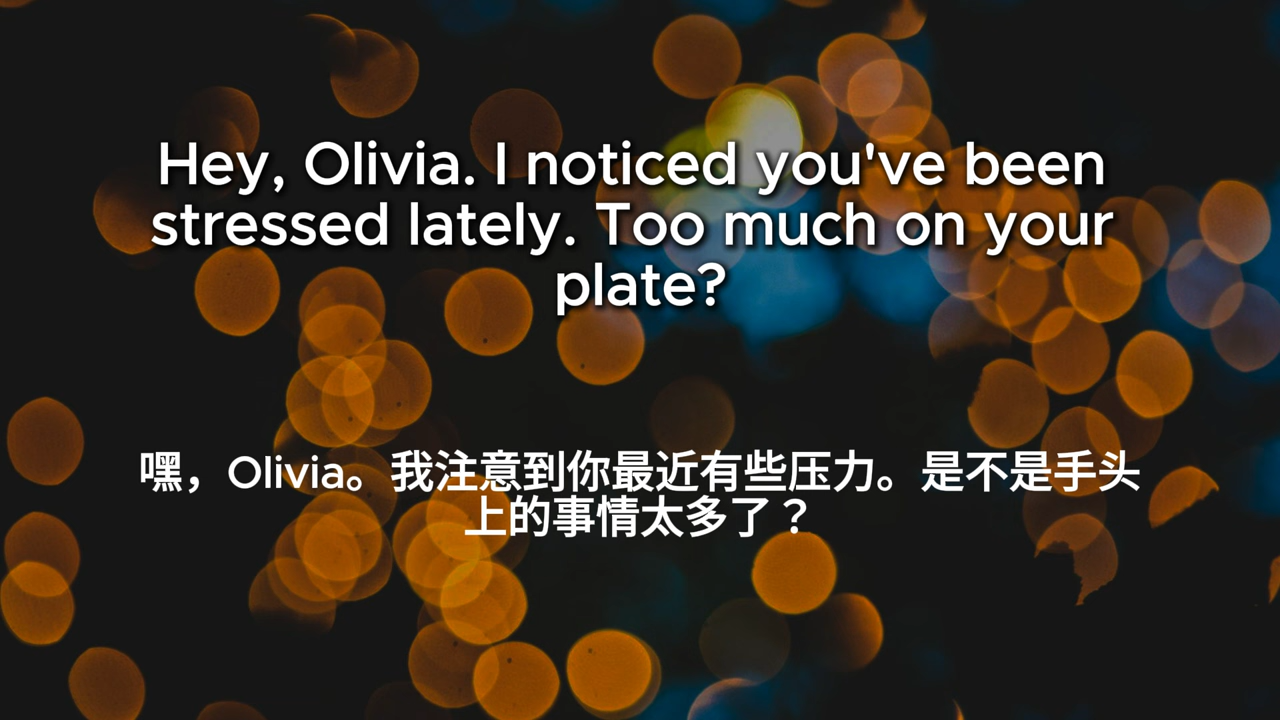 Hey, Olivia. I noticed you've been
stressed lately. Too much on your
plate?
嘿，Olivia。我注意到你最近有些压力。是不是手头
上的事情太多了？